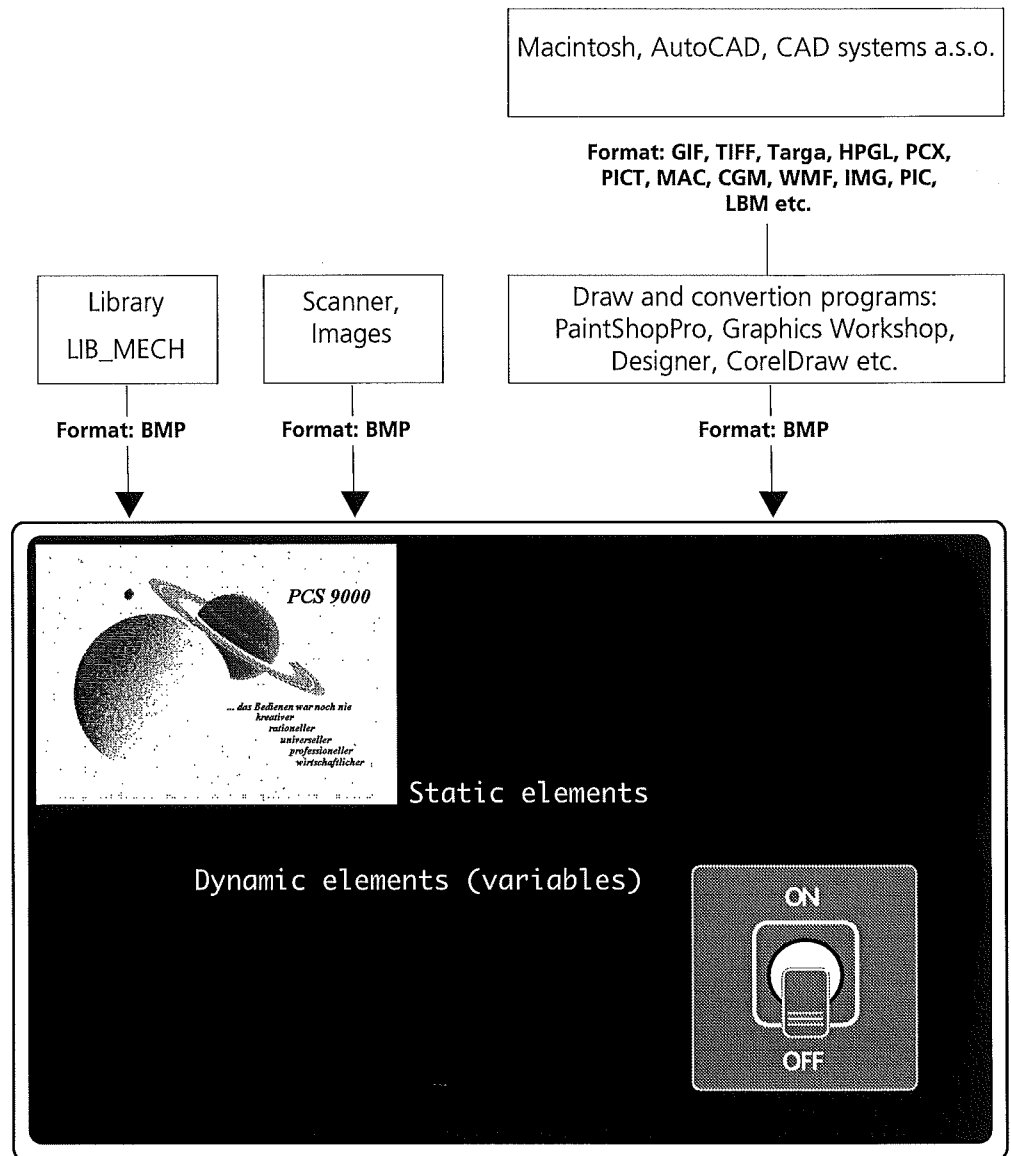 Macintosh, AutoCAD, CAD systems a.s.o.
Format: GIF, TIFF, Targa, HPGL, PCX,
PICT, MAC, CGM, WMF, IMG, PIC,
LBM etc.
Library
LIB_MECH
Scanner,
Images
Draw and convertion programs:
PaintShopPro, Graphics Workshop,
Designer, CorelDraw etc.
Format: BMP
Format: BMP
Format: BMP
PCS 9000
... das Bedienen war noch nie
kreativer
rationeller
universeller
professioneller
wirtschaftlicher
Static elements
Dynamic elements (variables)
ON
OFF